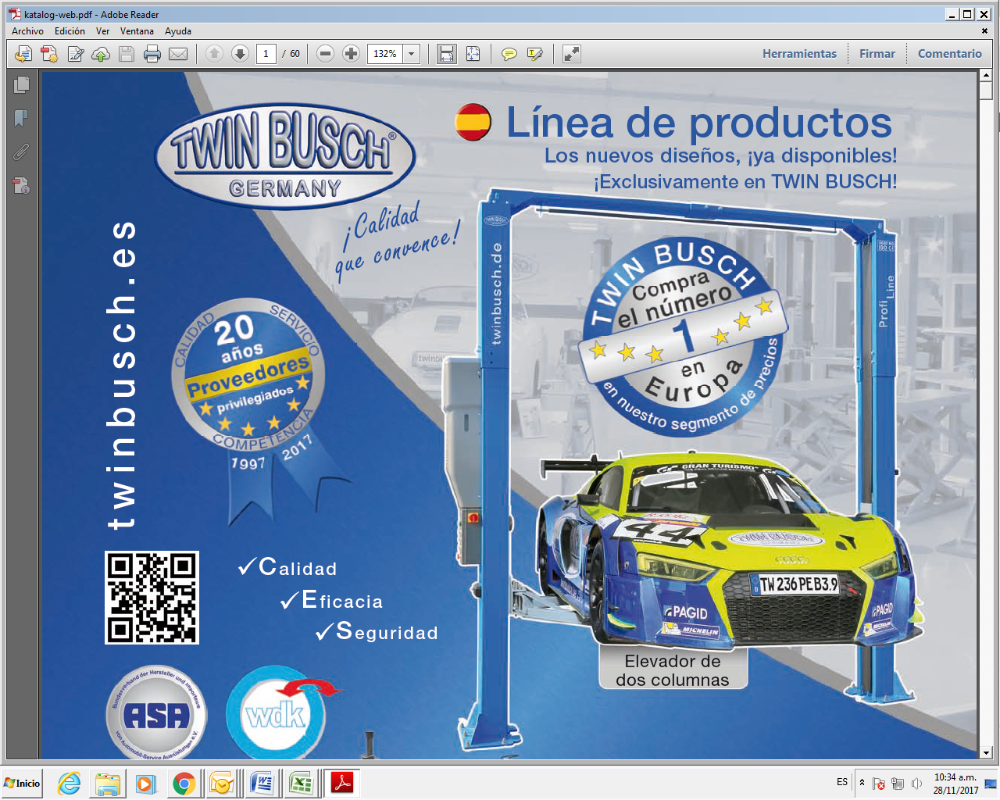 katalog-web.pdf - Adobe Reader
Archivo Edición Ver Ventana Ayuda
1 / 60 132% Herramientas Firmar Comentario
TWIN BUSCH®
GERMANY
Línea de productos
Los nuevos diseños, ¡ya disponibles!
¡Exclusivamente en TWIN BUSCH!
¡Calidad
que convence!
twinbusch.es
CALIDAD SERVICIO
20
años
Proveedores
privilegiados
COMPETENCIA
1997 2017
TWIN BUSCH
twinbusch.de
TWIN BUSCH
Compra
el número
1
en
Europa
en nuestro segmento de precios
Profi Line
twinbusch
GRAN TURISMO
44
TWIN BUSCH
TW 236 PE B3.9
PAGID
MICHELIN
PAGID
MICHELIN
Calidad
Eficacia
Seguridad
Elevador de
dos columnas
Bundesverband der Hersteller und Importeure
ASA
von Automobil-Service Ausrüstungen e.V.
wdk
Inicio
ES
10:34 a.m.
28/11/2017